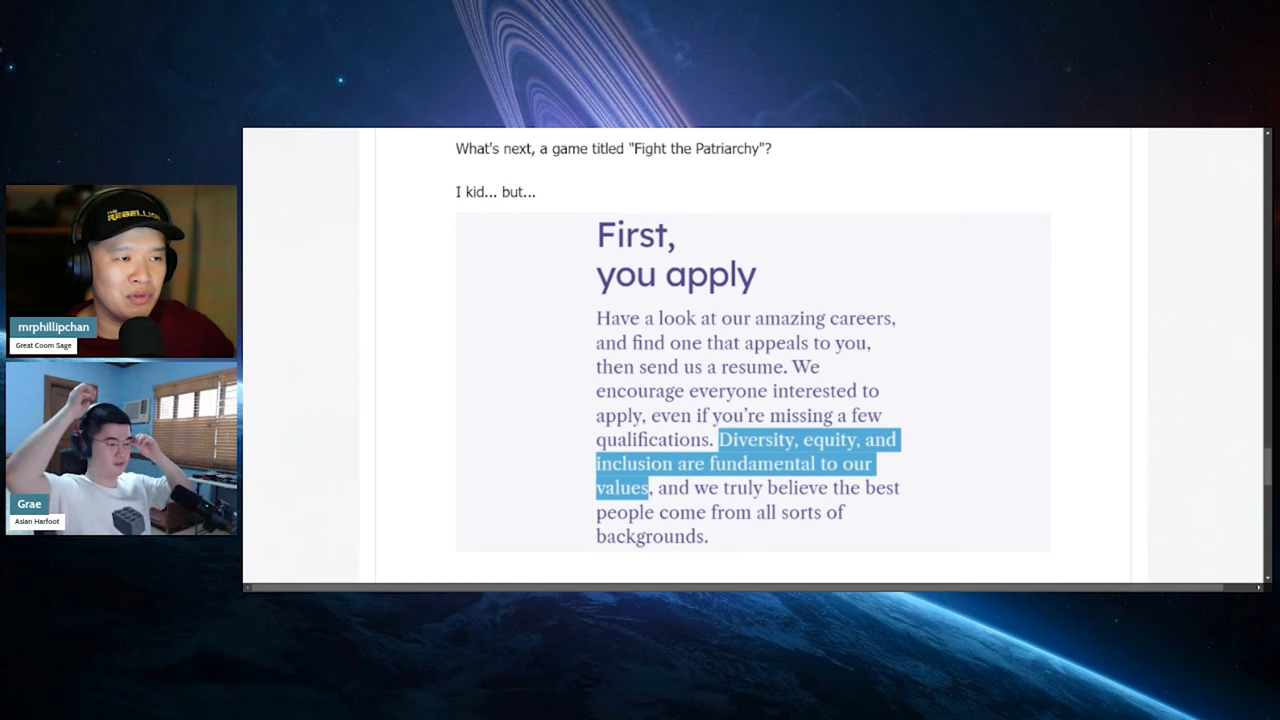 What's next, a game titled "Fight the Patriarchy"?
I kid... but...
First,
you apply
Have a look at our amazing careers,
and find one that appeals to you,
then send us a resume. We
encourage everyone interested to
apply, even if you're missing a few
qualifications. Diversity, equity, and
inclusion are fundamental to our
values, and we truly believe the best
people come from all sorts of
backgrounds.
REBELLION
mrphillipchan
Great Coom Sage
Grae
Asian Harfoot